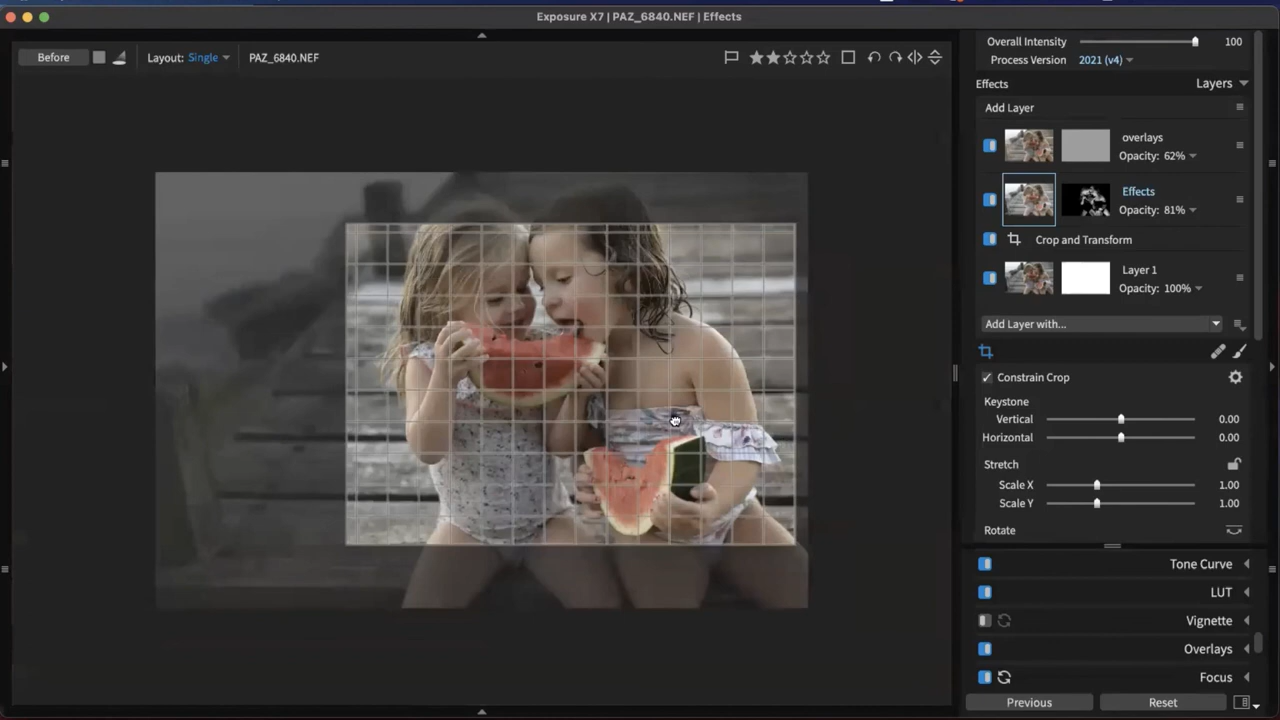 Exposure X7 | PAZ_6840.NEF | Effects
Before
Layout: Single
PAZ_6840.NEF
Overall Intensity 100
Process Version 2021 (v4)
Effects
Layers
Add Layer
overlays
Opacity: 62%
Effects
Opacity: 81%
Crop and Transform
Layer 1
Opacity: 100%
Add Layer with...
Constrain Crop
Keystone
Vertical 0.00
Horizontal 0.00
Stretch
Scale X 1.00
Scale Y 1.00
Rotate
Tone Curve
LUT
Vignette
Overlays
Focus
Previous
Reset